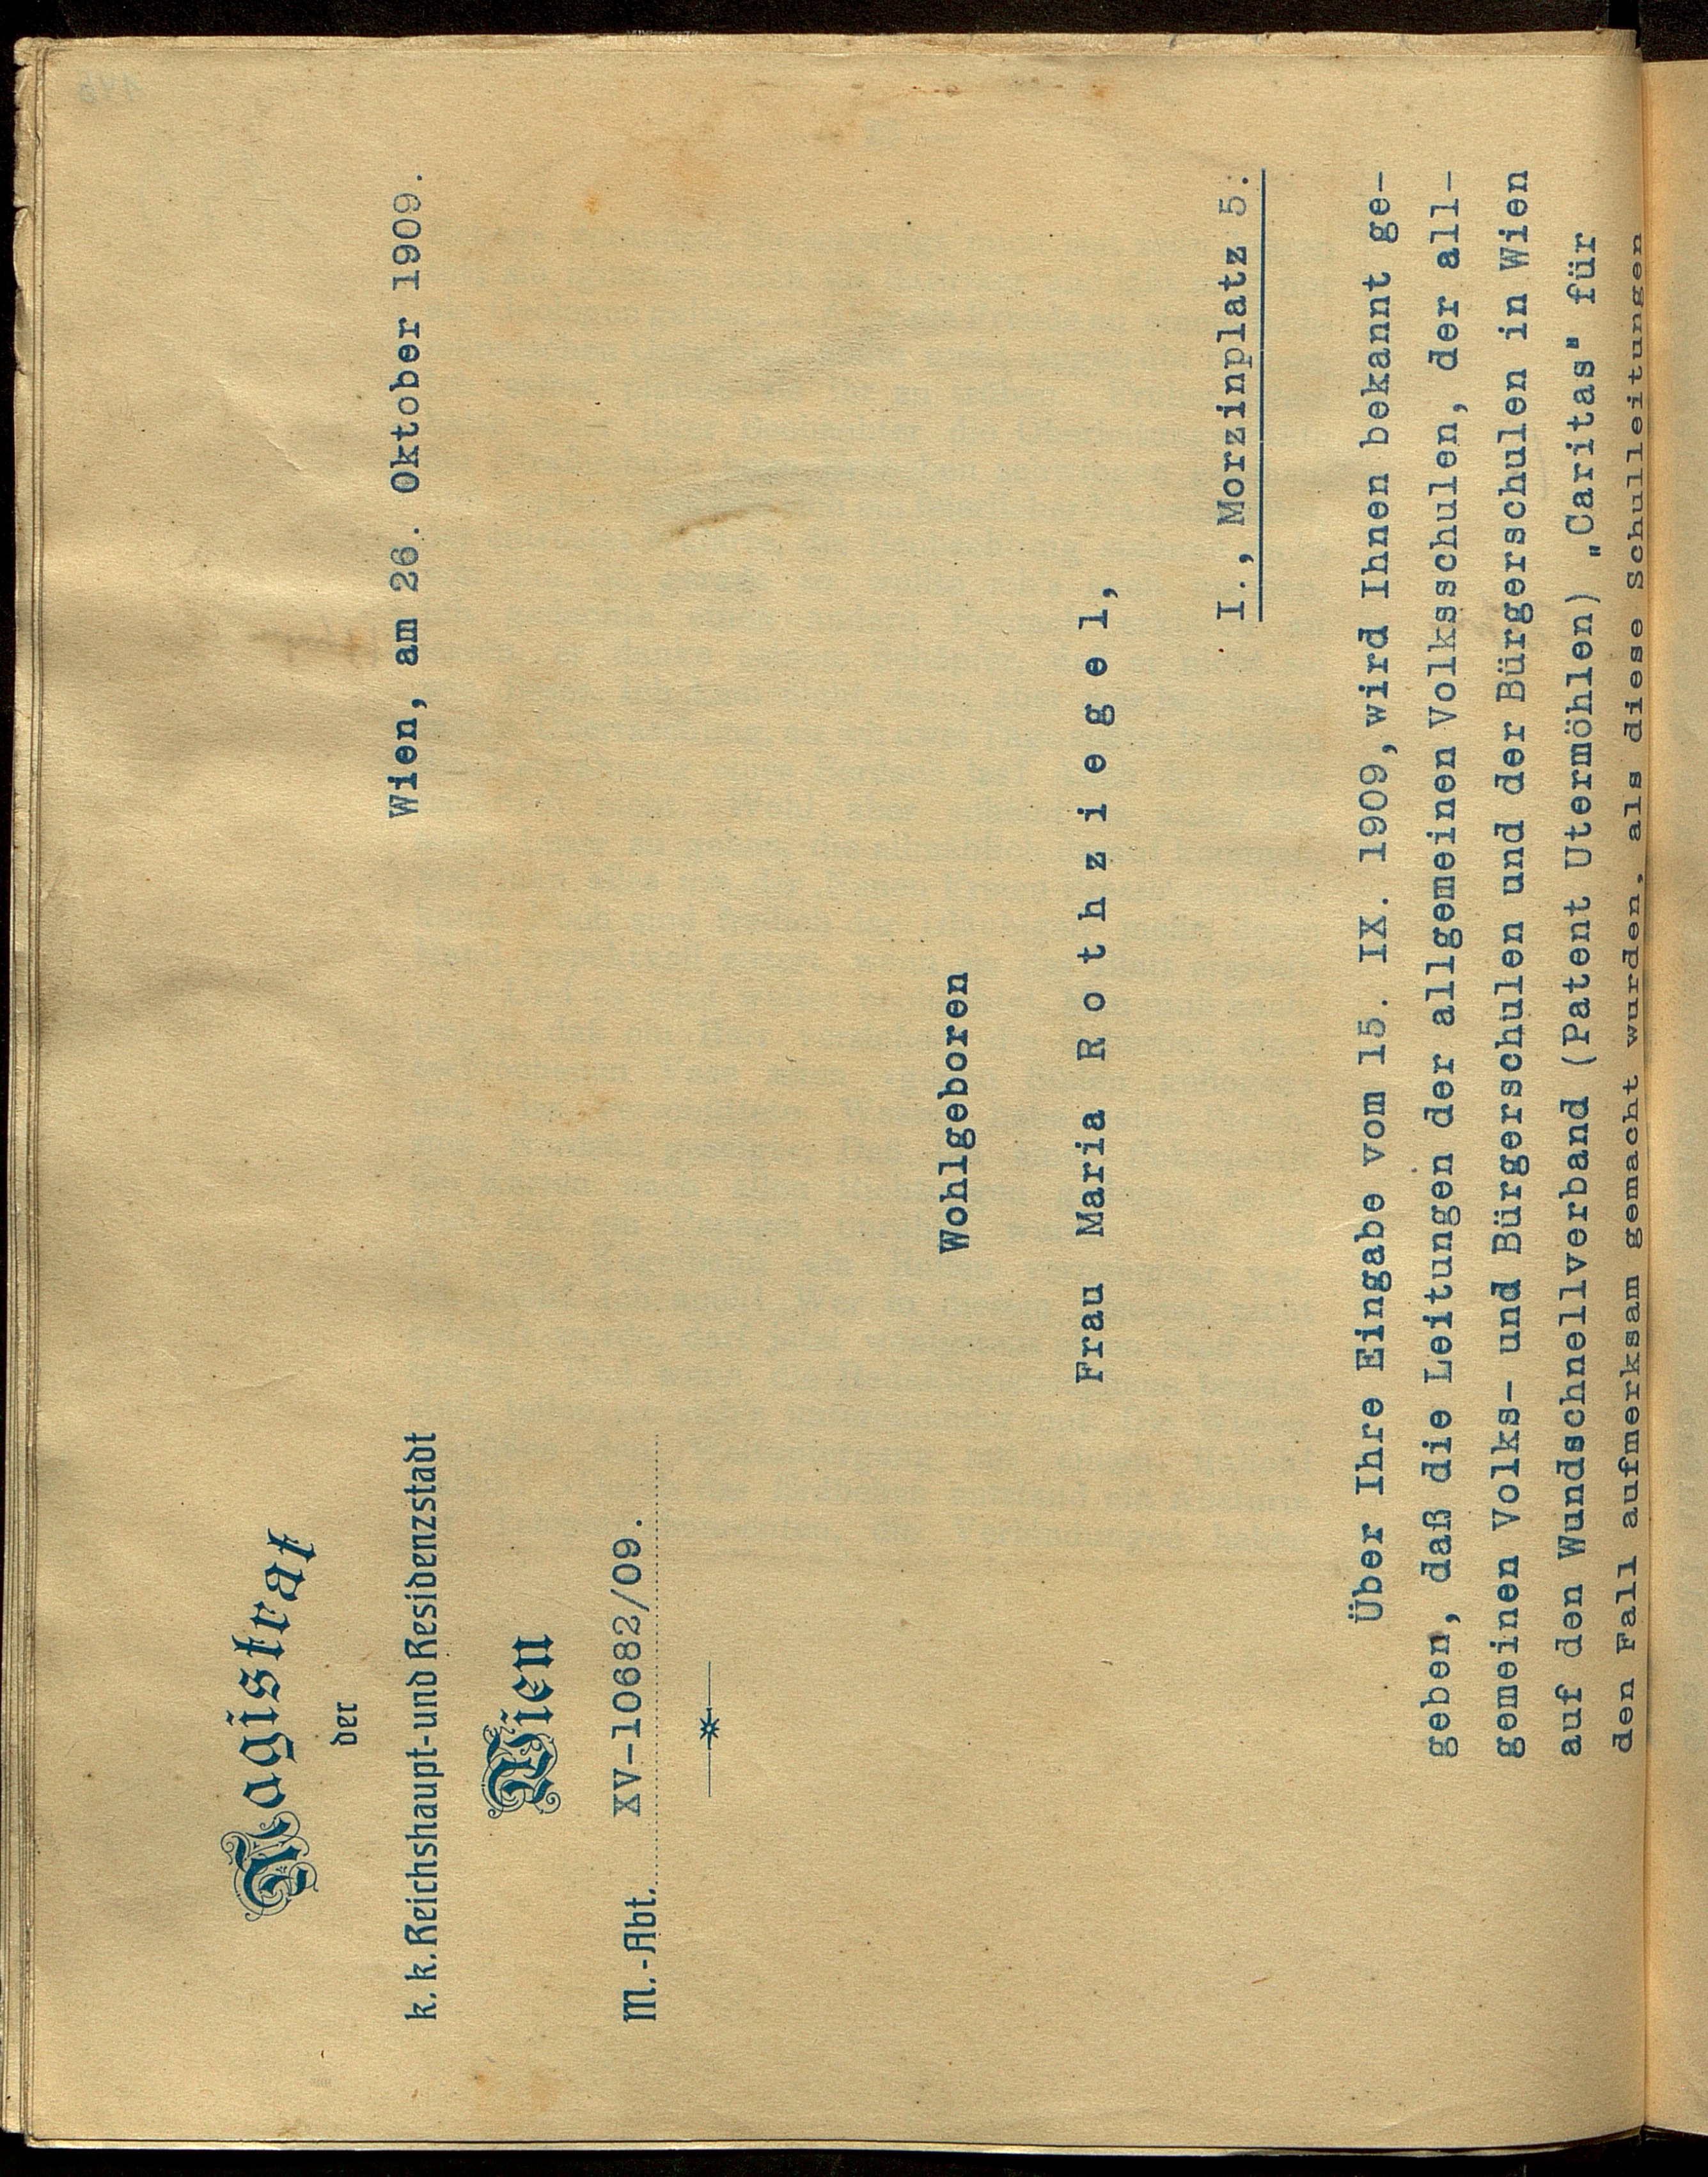 Magistrat
der
k. k. Reichshaupt- und Residenzstadt
Wien
M.-Abt. XV-10682/09.
Wien, am 26. Oktober 1909.
Wohlgeboren
Frau Maria R o t h z i e g e l,
I., Morzinplatz 5.
Über Ihre Eingabe vom 15. IX. 1909, wird Ihnen bekannt ge-
geben, daß die Leitungen der allgemeinen Volksschulen, der all-
gemeinen Volks- und Bürgerschulen und der Bürgerschulen in Wien
auf den Wundschnellverband (Patent Utermöhlen) „Caritas" für
den Fall aufmerksam gemacht wurden, als diese Schulleitungen